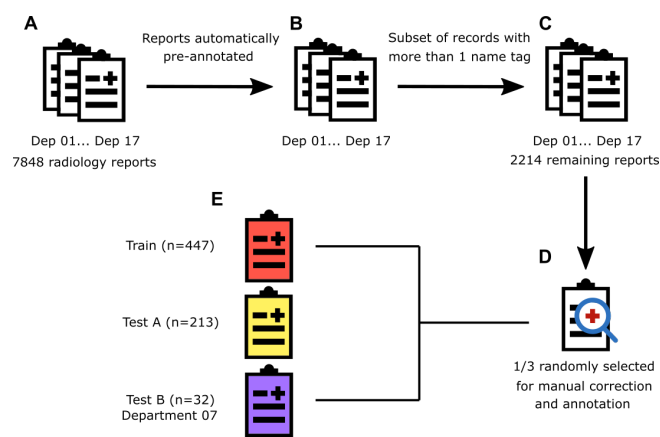 A
Reports automatically
pre-annotated
B
Subset of records with
more than 1 name tag
C
Dep 01... Dep 17
7848 radiology reports
Dep 01... Dep 17
Dep 01... Dep 17
2214 remaining reports
E
Train (n=447)
Test A (n=213)
Test B (n=32)
Department 07
D
1/3 randomly selected
for manual correction
and annotation